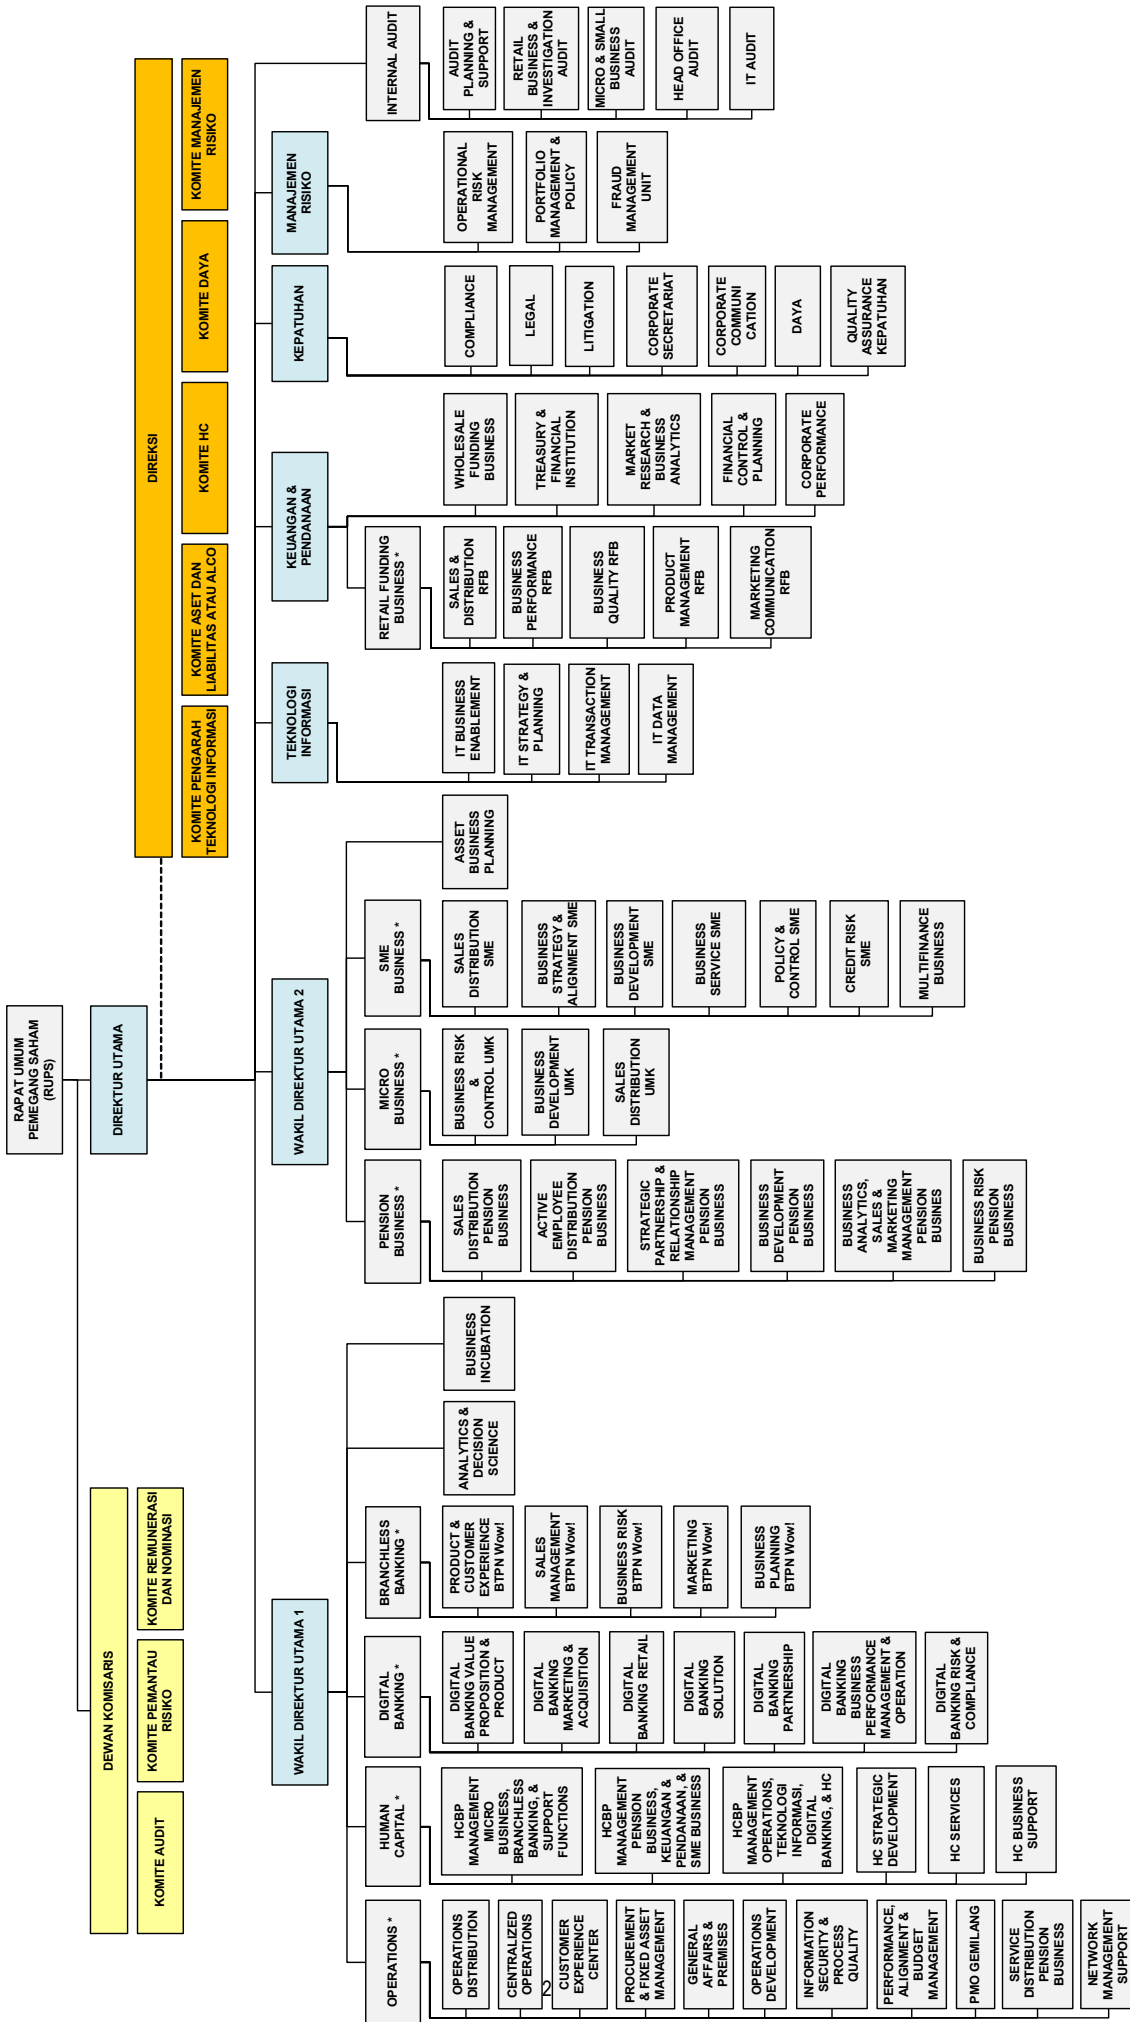 RAPAT UMUM
PEMEGANG SAHAM
(RUPS)
DEWAN KOMISARIS
DIREKTUR UTAMA
DIREKSI
KOMITE AUDIT
KOMITE PEMANTAU
RISIKO
KOMITE REMUNERASI
DAN NOMINASI
KOMITE PENGARAH
TEKNOLOGI INFORMASI
KOMITE ASET DAN
LIABILITAS ATAU ALCO
KOMITE HC
KOMITE DAYA
KOMITE MANAJEMEN
RISIKO
WAKIL DIREKTUR UTAMA 1
WAKIL DIREKTUR UTAMA 2
TEKNOLOGI
INFORMASI
KEUANGAN &
PENDANAAN
KEPATUHAN
MANAJEMEN
RISIKO
INTERNAL AUDIT
OPERATIONS *
OPERATIONS
DISTRIBUTION
CENTRALIZED
OPERATIONS
CUSTOMER
EXPERIENCE
CENTER
PROCUREMENT
& FIXED ASSET
MANAGEMENT
GENERAL
AFFAIRS &
PREMISES
OPERATIONS
DEVELOPMENT
INFORMATION
SECURITY &
PROCESS
QUALITY
PERFORMANCE,
ALIGNMENT &
BUDGET
MANAGEMENT
PMO GEMILANG
SERVICE
DISTRIBUTION
PENSION
BUSINESS
NETWORK
MANAGEMENT
SUPPORT
HUMAN
CAPITAL *
HCBP
MANAGEMENT
MICRO
BUSINESS,
BRANCHLESS
BANKING, &
SUPPORT
FUNCTIONS
HCBP
MANAGEMENT
PENSION
BUSINESS,
KEUANGAN &
PENDANAAN, &
SME BUSINESS
HCBP
MANAGEMENT
OPERATIONS,
TEKNOLOGI
INFORMASI,
DIGITAL
BANKING, & HC
HC STRATEGIC
DEVELOPMENT
HC SERVICES
HC BUSINESS
SUPPORT
DIGITAL
BANKING *
DIGITAL
BANKING VALUE
PROPOSITION &
PRODUCT
DIGITAL
BANKING
MARKETING &
ACQUISITION
DIGITAL
BANKING RETAIL
DIGITAL
BANKING
SOLUTION
DIGITAL
BANKING
PARTNERSHIP
DIGITAL
BANKING
BUSINESS
PERFORMANCE
MANAGEMENT &
OPERATION
DIGITAL
BANKING RISK &
COMPLIANCE
BRANCHLESS
BANKING *
PRODUCT &
CUSTOMER
EXPERIENCE
BTPN Wow!
SALES
MANAGEMENT
BTPN Wow!
BUSINESS RISK
BTPN Wow!
MARKETING
BTPN Wow!
BUSINESS
PLANNING
BTPN Wow!
ANALYTICS &
DECISION
SCIENCE
BUSINESS
INCUBATION
PENSION
BUSINESS *
SALES
DISTRIBUTION
PENSION
BUSINESS
ACTIVE
EMPLOYEE
DISTRIBUTION
PENSION
BUSINESS
STRATEGIC
PARTNERSHIP &
RELATIONSHIP
MANAGEMENT
PENSION
BUSINESS
BUSINESS
DEVELOPMENT
PENSION
BUSINESS
BUSINESS
ANALYTICS,
SALES &
MARKETING
MANAGEMENT
PENSION
BUSINES
BUSINESS RISK
PENSION
BUSINESS
MICRO
BUSINESS *
BUSINESS RISK
&
CONTROL UMK
BUSINESS
DEVELOPMENT
UMK
SALES
DISTRIBUTION
UMK
SME
BUSINESS *
SALES
DISTRIBUTION
SME
BUSINESS
STRATEGY &
ALIGNMENT SME
BUSINESS
DEVELOPMENT
SME
BUSINESS
SERVICE SME
POLICY &
CONTROL SME
CREDIT RISK
SME
MULTIFINANCE
BUSINESS
ASSET
BUSINESS
PLANNING
IT BUSINESS
ENABLEMENT
IT STRATEGY &
PLANNING
IT TRANSACTION
MANAGEMENT
IT DATA
MANAGEMENT
RETAIL FUNDING
BUSINESS *
SALES &
DISTRIBUTION
RFB
BUSINESS
PERFORMANCE
RFB
BUSINESS
QUALITY RFB
PRODUCT
MANAGEMENT
RFB
MARKETING
COMMUNICATION
RFB
WHOLESALE
FUNDING
BUSINESS
TREASURY &
FINANCIAL
INSTITUTION
MARKET
RESEARCH &
BUSINESS
ANALYTICS
FINANCIAL
CONTROL &
PLANNING
CORPORATE
PERFORMANCE
COMPLIANCE
LEGAL
LITIGATION
CORPORATE
SECRETARIAT
CORPORATE
COMMUNI
CATION
DAYA
QUALITY
ASSURANCE
KEPATUHAN
OPERATIONAL
RISK
MANAGEMENT
PORTFOLIO
MANAGEMENT &
POLICY
FRAUD
MANAGEMENT
UNIT
AUDIT
PLANNING &
SUPPORT
RETAIL
BUSINESS &
INVESTIGATION
AUDIT
MICRO & SMALL
BUSINESS
AUDIT
HEAD OFFICE
AUDIT
IT AUDIT
2